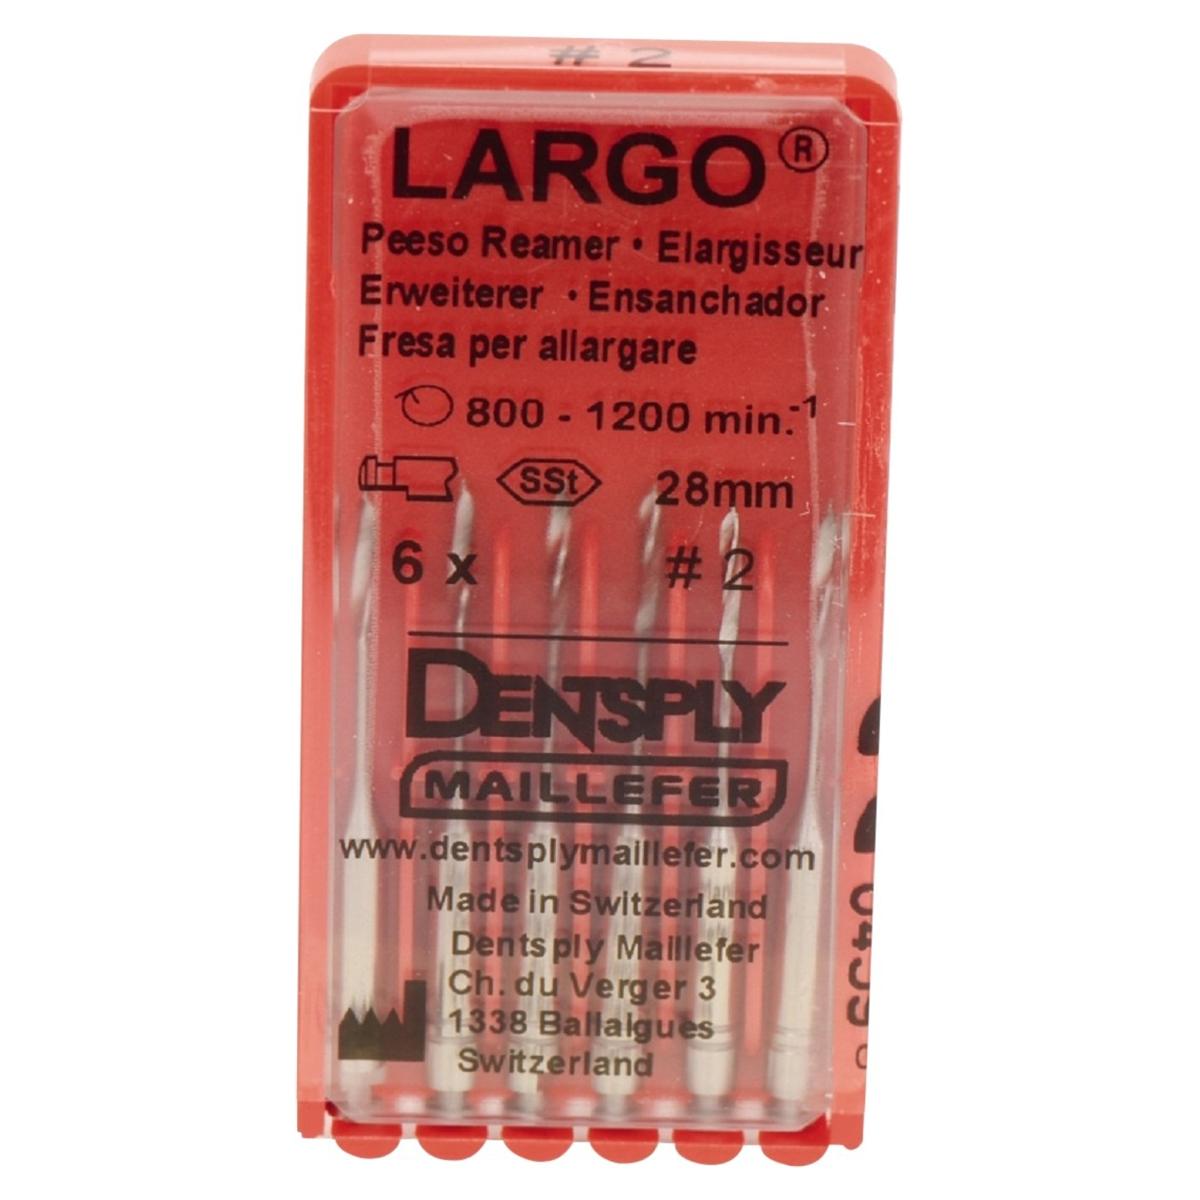 # 2
LARGO®
Peeso Reamer • Elargisseur
Erweiterer • Ensanchador
Fresa per allargare
800 - 1200 min.-1
SSt 28mm
6 x # 2
DENTSPLY
MAILLEFER
www.dentsplymaillefer.com
Made in Switzerland
Dentsply Maillefer
Ch. du Verger 3
1338 Ballaigues
Switzerland